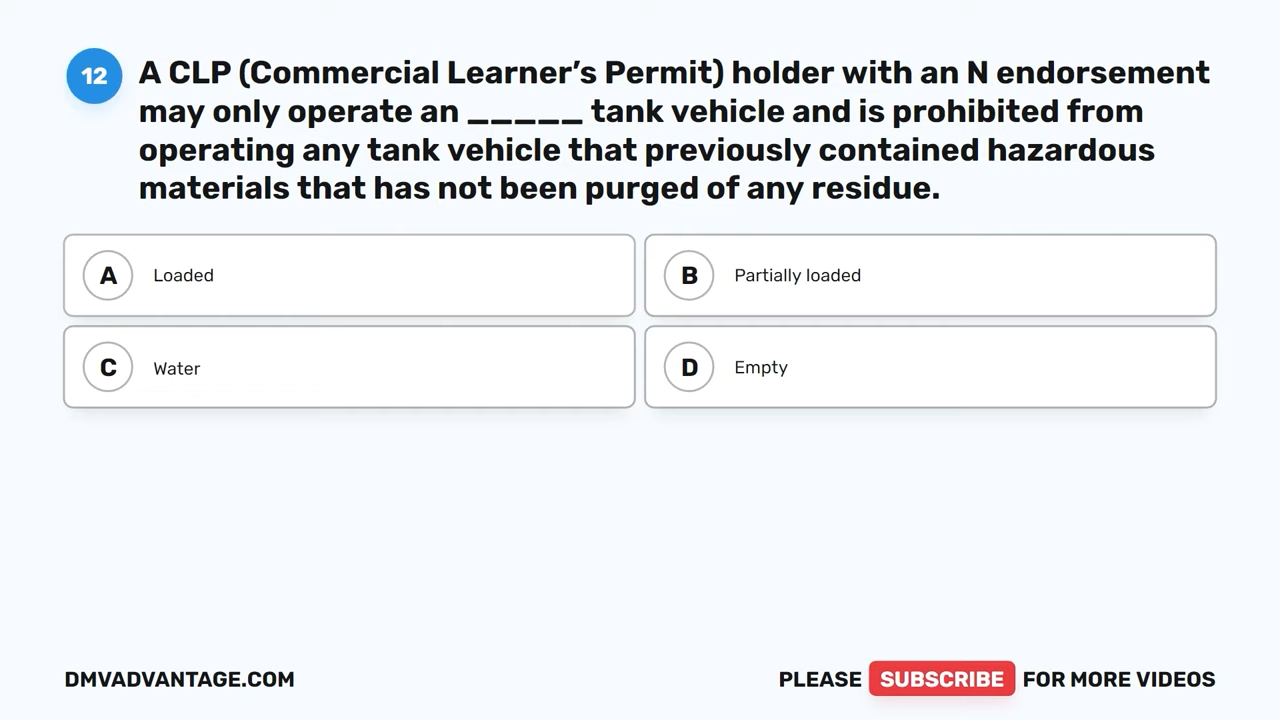 12
A CLP (Commercial Learner’s Permit) holder with an N endorsement
may only operate an _____ tank vehicle and is prohibited from
operating any tank vehicle that previously contained hazardous
materials that has not been purged of any residue.
A Loaded
B Partially loaded
C Water
D Empty
DMVADVANTAGE.COM
PLEASE SUBSCRIBE FOR MORE VIDEOS